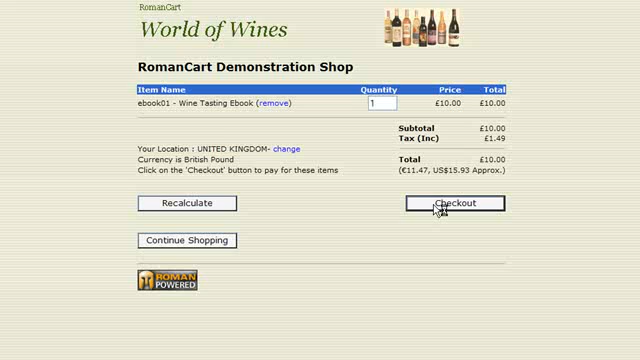 RomanCart
World of Wines
RomanCart Demonstration Shop
Item Name Quantity Price Total
ebook01 - Wine Tasting Ebook (remove) 1 £10.00 £10.00
Subtotal £10.00
Tax (Inc) £1.49
Your Location : UNITED KINGDOM- change
Currency is British Pound Total £10.00
Click on the 'Checkout' button to pay for these items (€11.47, US$15.93 Approx.)
Recalculate Checkout
Continue Shopping
ROMAN
POWERED